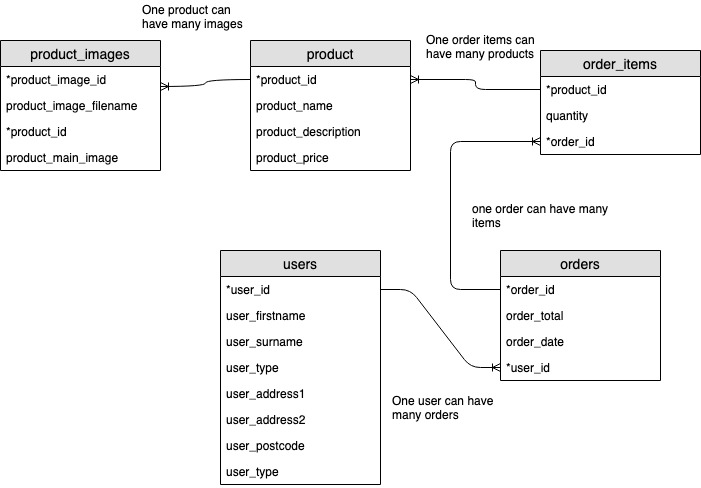 One product can
have many images
product_images
*product_image_id
product_image_filename
*product_id
product_main_image
product
*product_id
product_name
product_description
product_price
One order items can
have many products
order_items
*product_id
quantity
*order_id
one order can have many
items
users
*user_id
user_firstname
user_surname
user_type
user_address1
user_address2
user_postcode
user_type
orders
*order_id
order_total
order_date
*user_id
One user can have
many orders